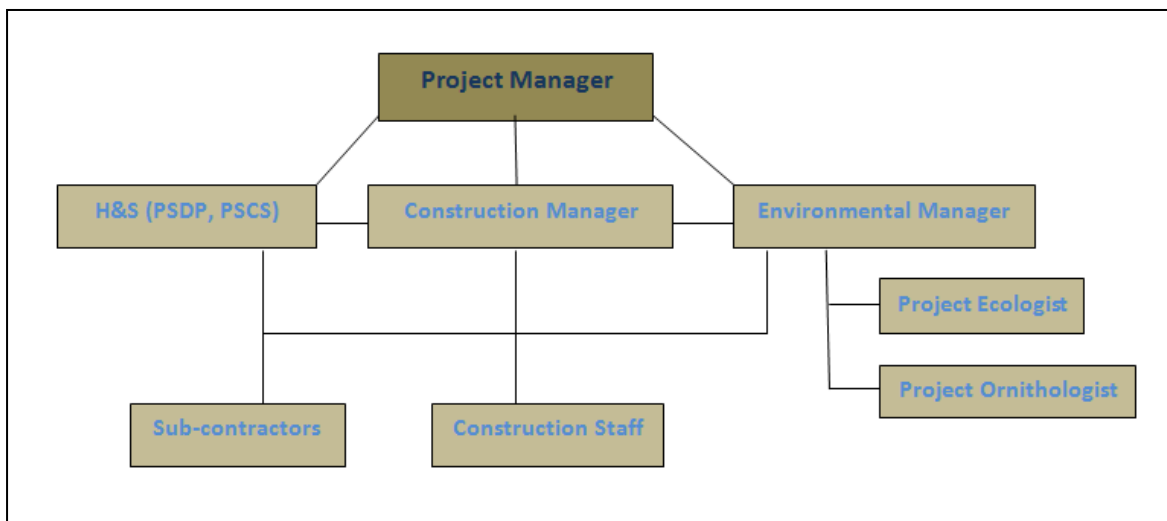 Project Manager
H&S (PSDP, PSCS)
Construction Manager
Environmental Manager
Project Ecologist
Project Ornithologist
Sub-contractors
Construction Staff